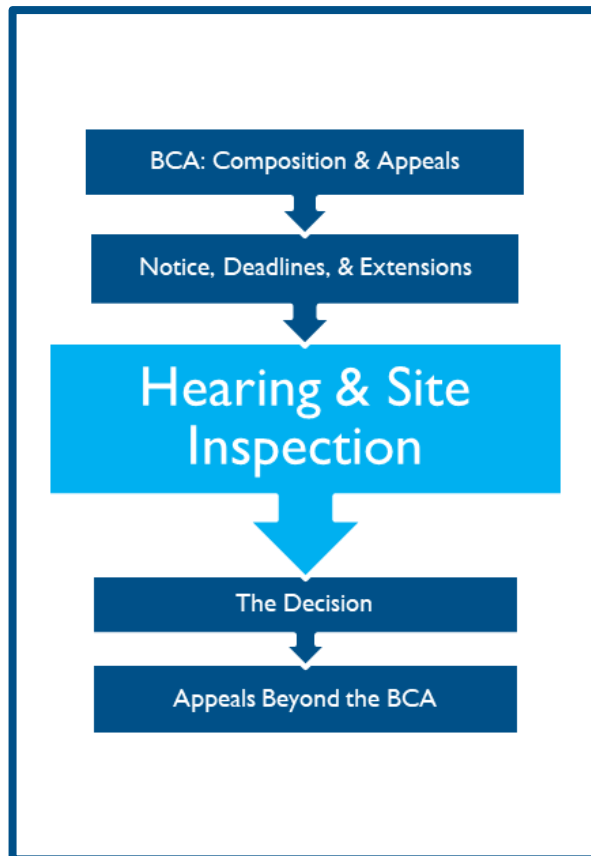 BCA: Composition & Appeals
Notice, Deadlines, & Extensions
Hearing & Site
Inspection
The Decision
Appeals Beyond the BCA